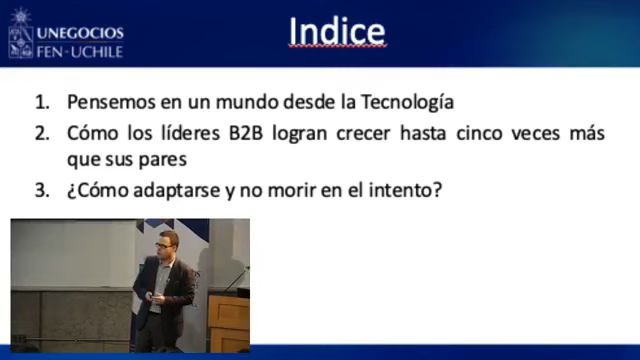 UNEGOCIOS
FEN-UCHILE
Indice
1. Pensemos en un mundo desde la Tecnología
2. Cómo los líderes B2B logran crecer hasta cinco veces más
que sus pares
3. ¿Cómo adaptarse y no morir en el intento?